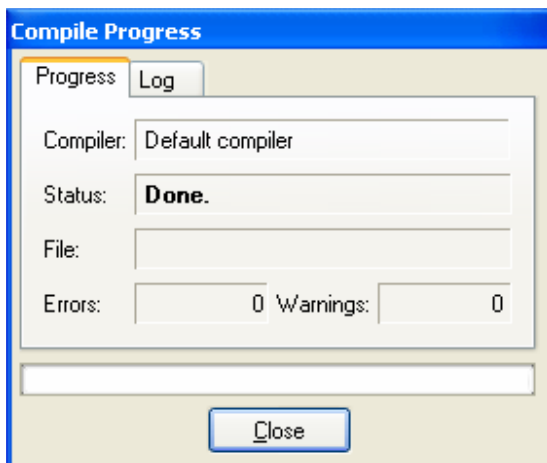 Compile Progress
Progress Log
Compiler: Default compiler
Status: Done.
File:
Errors: 0 Warnings: 0
Close